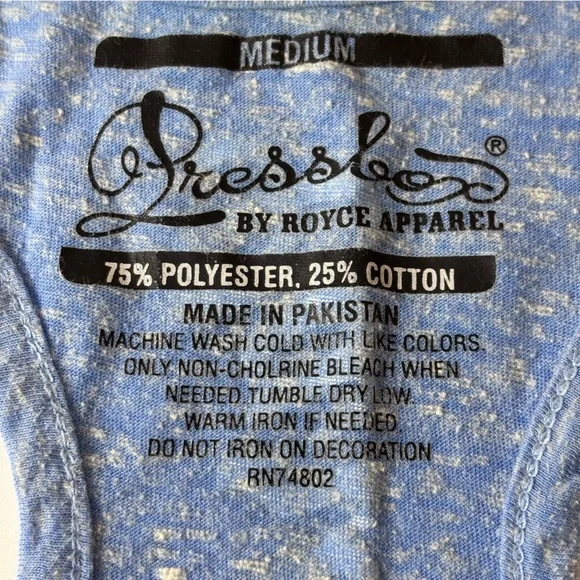 MEDIUM
Pressbox®
BY ROYCE APPAREL
75% POLYESTER, 25% COTTON
MADE IN PAKISTAN
MACHINE WASH COLD WITH LIKE COLORS.
ONLY NON-CHOLRINE BLEACH WHEN
NEEDED TUMBLE DRY LOW
WARM IRON IF NEEDED
DO NOT IRON ON DECORATION
RN74802